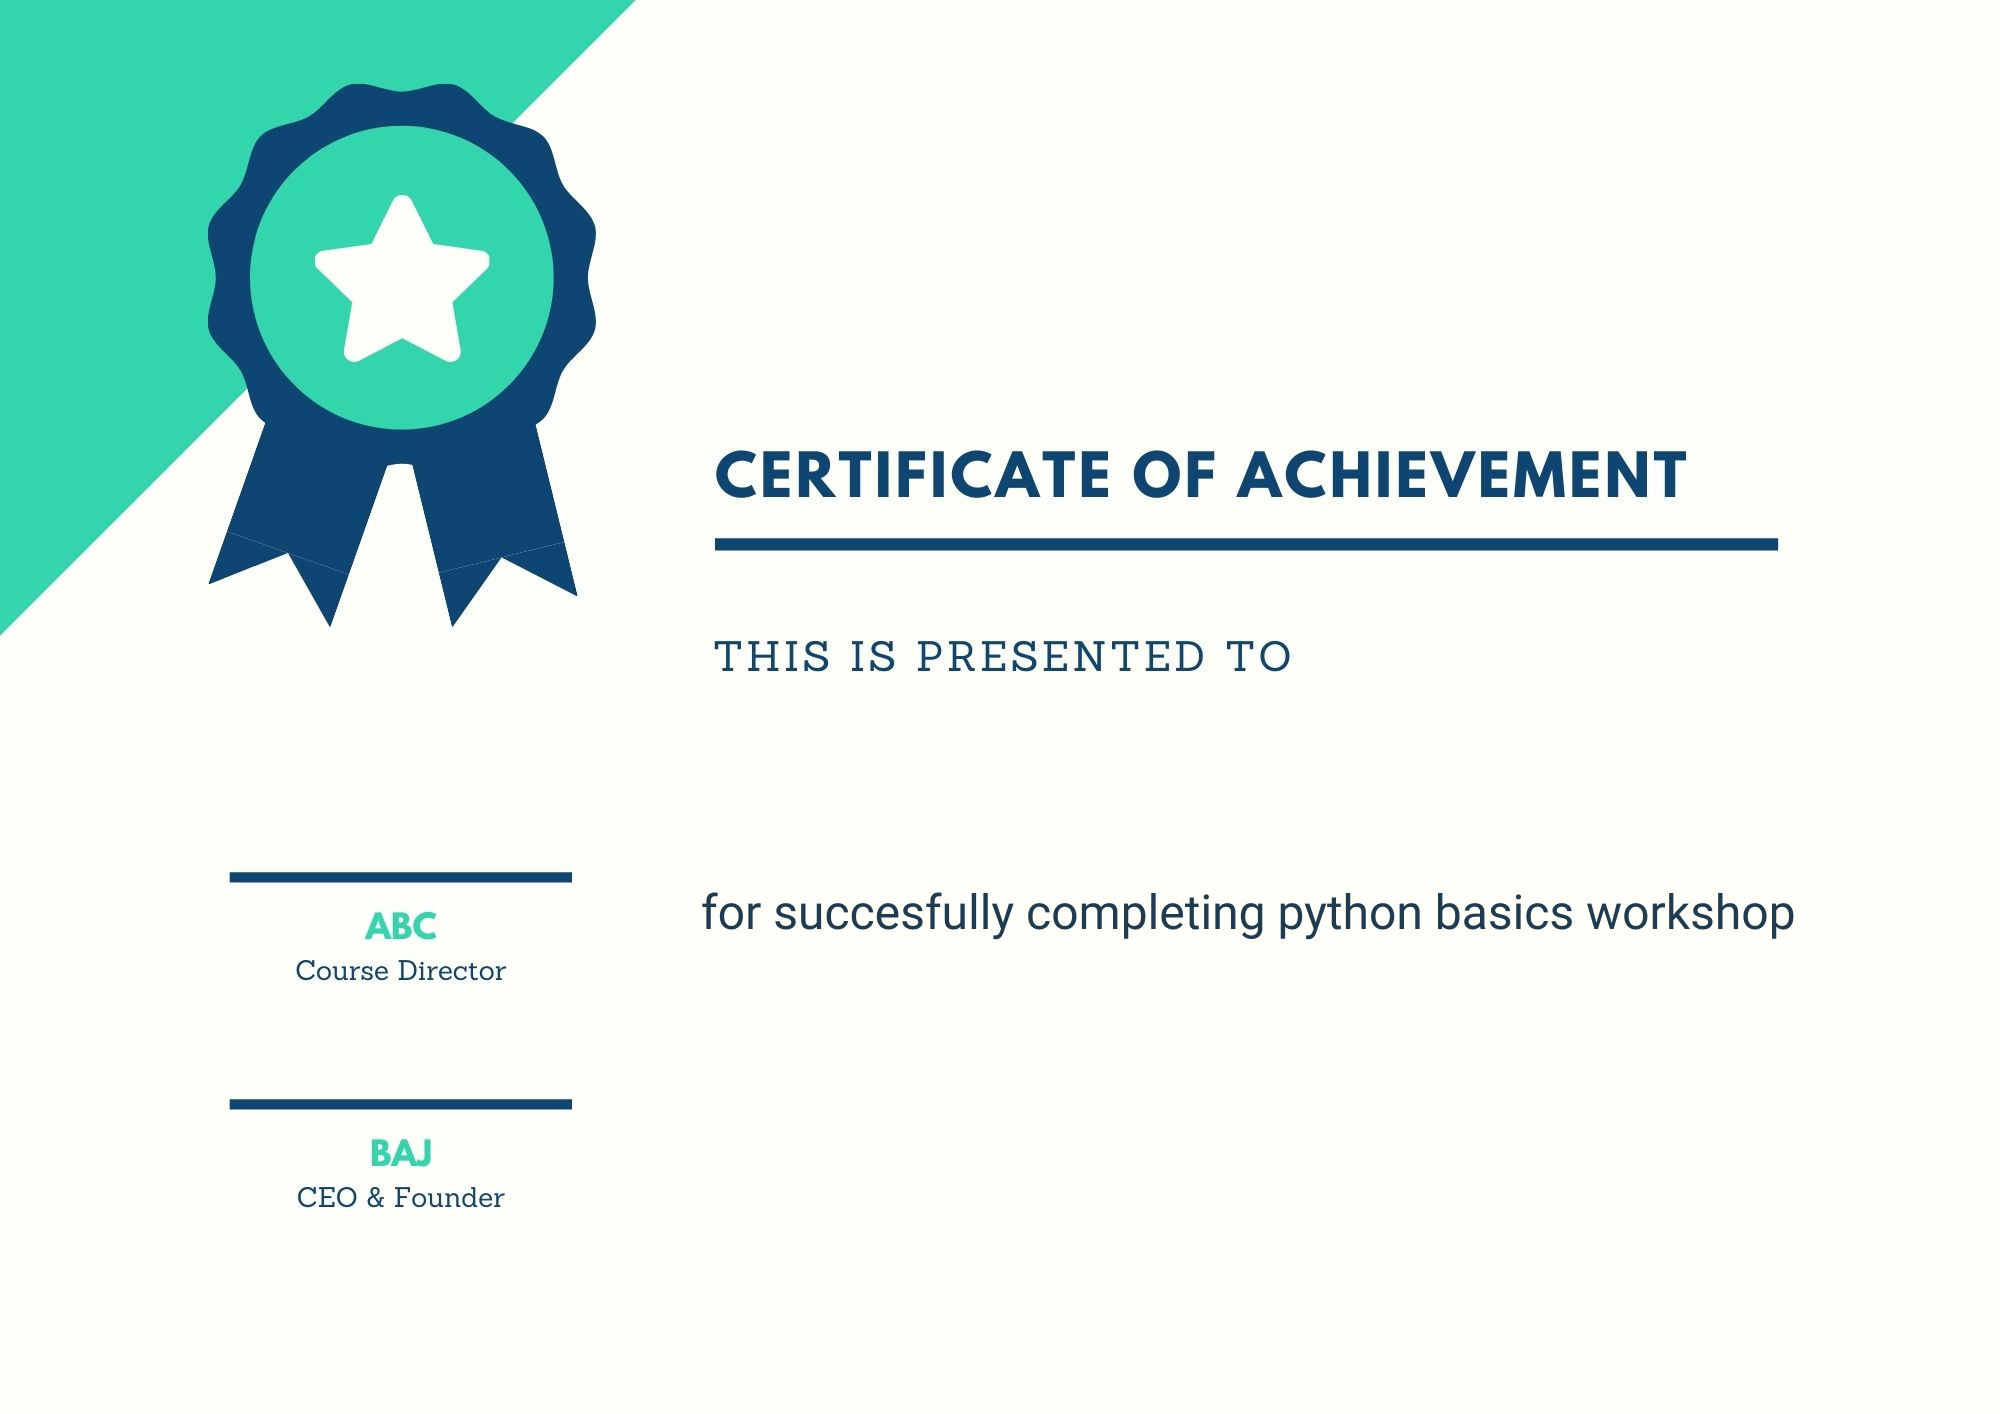 CERTIFICATE OF ACHIEVEMENT
THIS IS PRESENTED TO
for succesfully completing python basics workshop
ABC
Course Director
BAJ
CEO & Founder